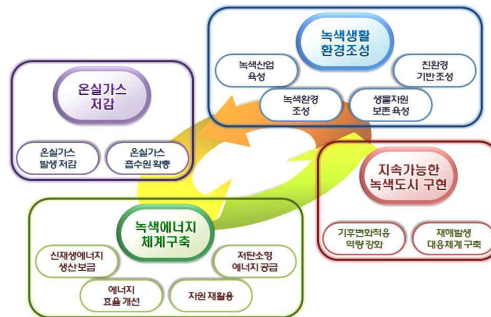 녹색생활
환경조성
녹색산업
육성
친환경
기반 조성
녹색환경
조성
생물자원
보존 육성
온실가스
저감
온실가스
발생 저감
온실가스
흡수원 확충
지속가능한
녹색도시 구현
기후변화적응
역량 강화
재해발생
대응체계 구축
녹색에너지
체계구축
신재생에너지
생산 보급
저탄소형
에너지 공급
에너지
효율 개선
자원 재활용